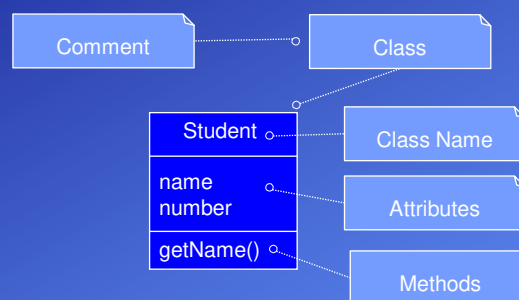 Comment
Class
Student
Class Name
name
number
Attributes
getName()
Methods